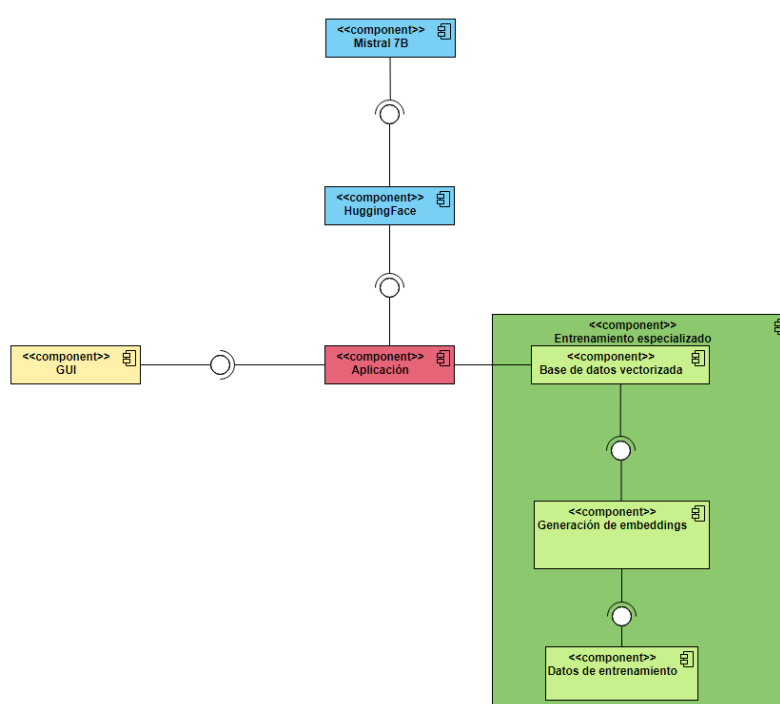 <<component>>
Mistral 7B
<<component>>
HuggingFace
<<component>>
Entrenamiento especializado
<<component>>
GUI
<<component>>
Aplicación
<<component>>
Base de datos vectorizada
<<component>>
Generación de embeddings
<<component>>
Datos de entrenamiento